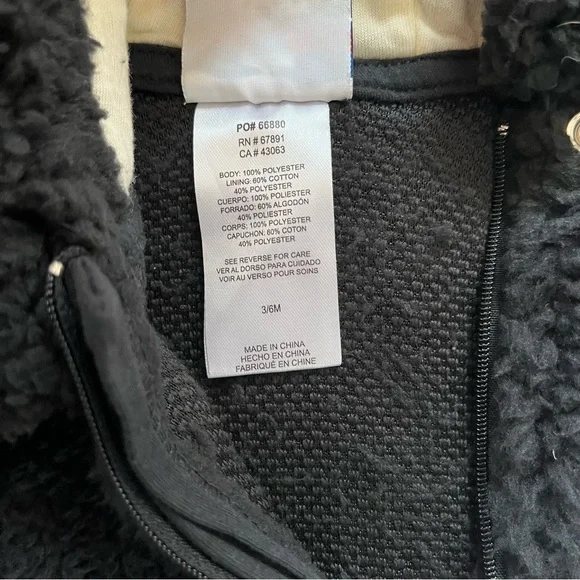 PO# 66880
RN # 67891
CA # 43063
BODY: 100% POLYESTER
LINING: 60% COTTON
40% POLYESTER
CUERPO: 100% POLYESTER
FORRADO: 60% ALGODÓN
40% POLYESTER
CORPS: 100% POLYESTER
CAPUCHON: 60% COTON
40% POLYESTER
SEE REVERSE FOR CARE
VER AL DORSO PARA CUIDADO
VOIR AU VERSO POUR SOINS
3/6M
MADE IN CHINA
HECHO EN CHINA
FABRIQUÉ EN CHINE